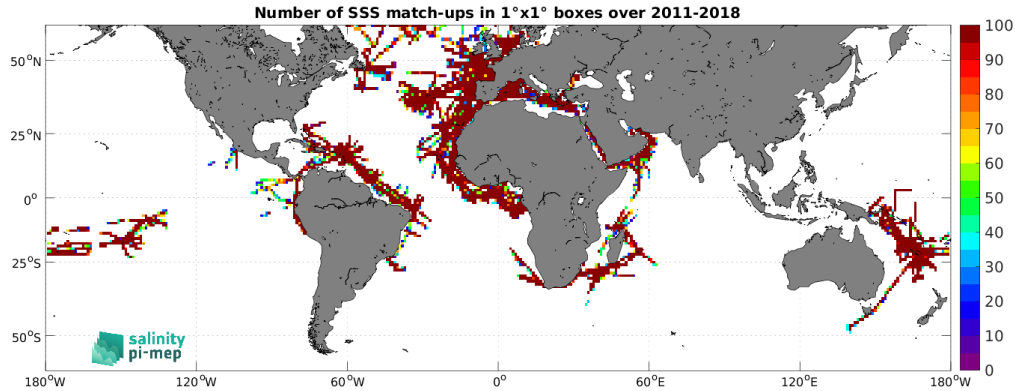 Number of SSS match-ups in 1°x1° boxes over 2011-2018
100
90
80
70
60
50
40
30
20
10
0
50°N
25°N
0°
25°S
50°S
180°W
120°W
60°W
0°
60°E
120°E
180°W
salinity
pi-mep